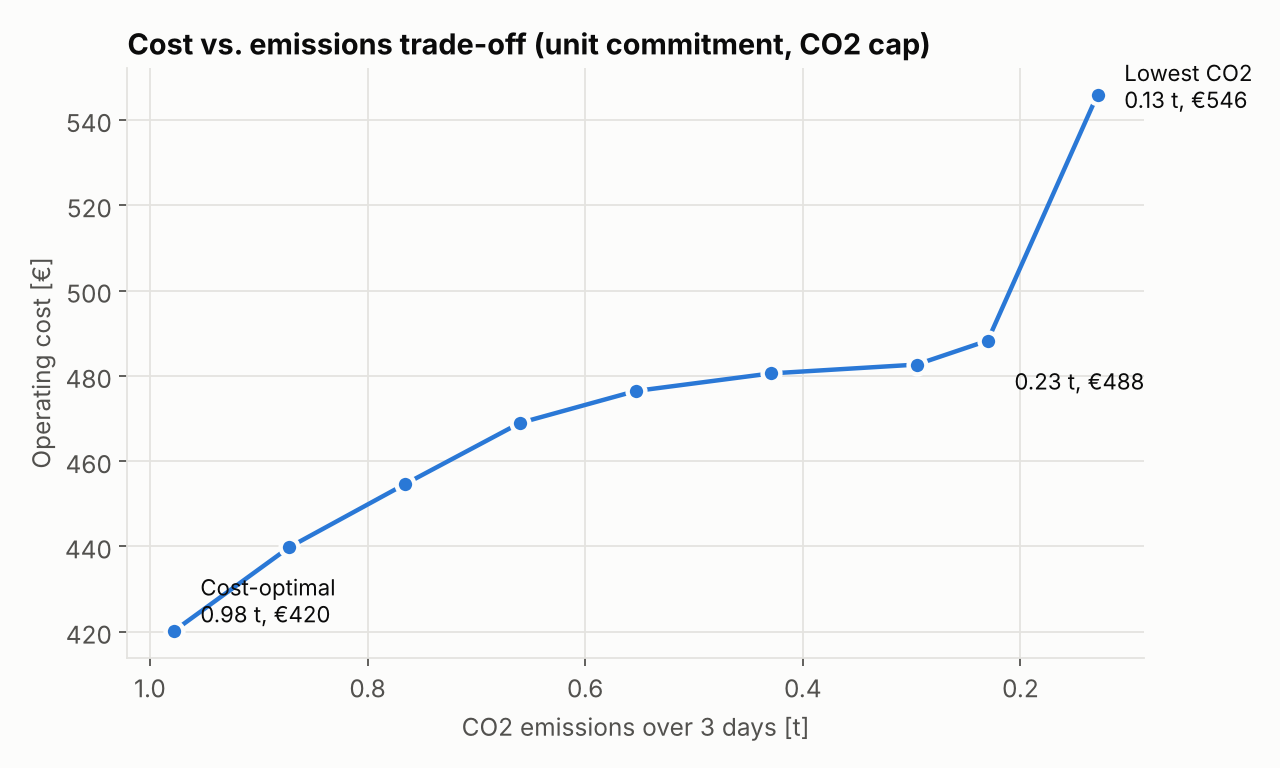 Cost vs. emissions trade-off (unit commitment, CO2 cap)
Lowest CO2
0.13 t, €546
540
520
500
480
460
440
420
Operating cost [€]
0.23 t, €488
Cost-optimal
0.98 t, €420
1.0
0.8
0.6
0.4
0.2
CO2 emissions over 3 days [t]